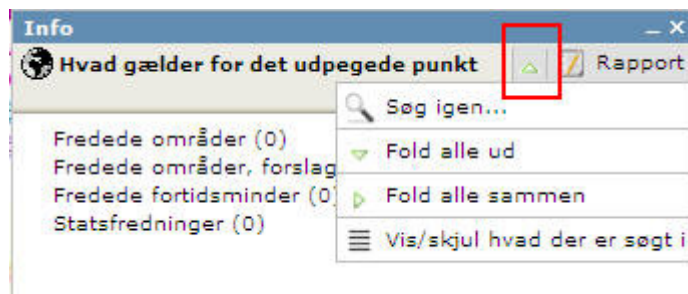 Info
Hvad gælder for det udpegede punkt
Rapport
Søg igen...
Fold alle ud
Fold alle sammen
Vis/skjul hvad der er søgt i
Fredede områder (0)
Fredede områder, forslag
Fredede fortidsminder (0)
Statsfredninger (0)